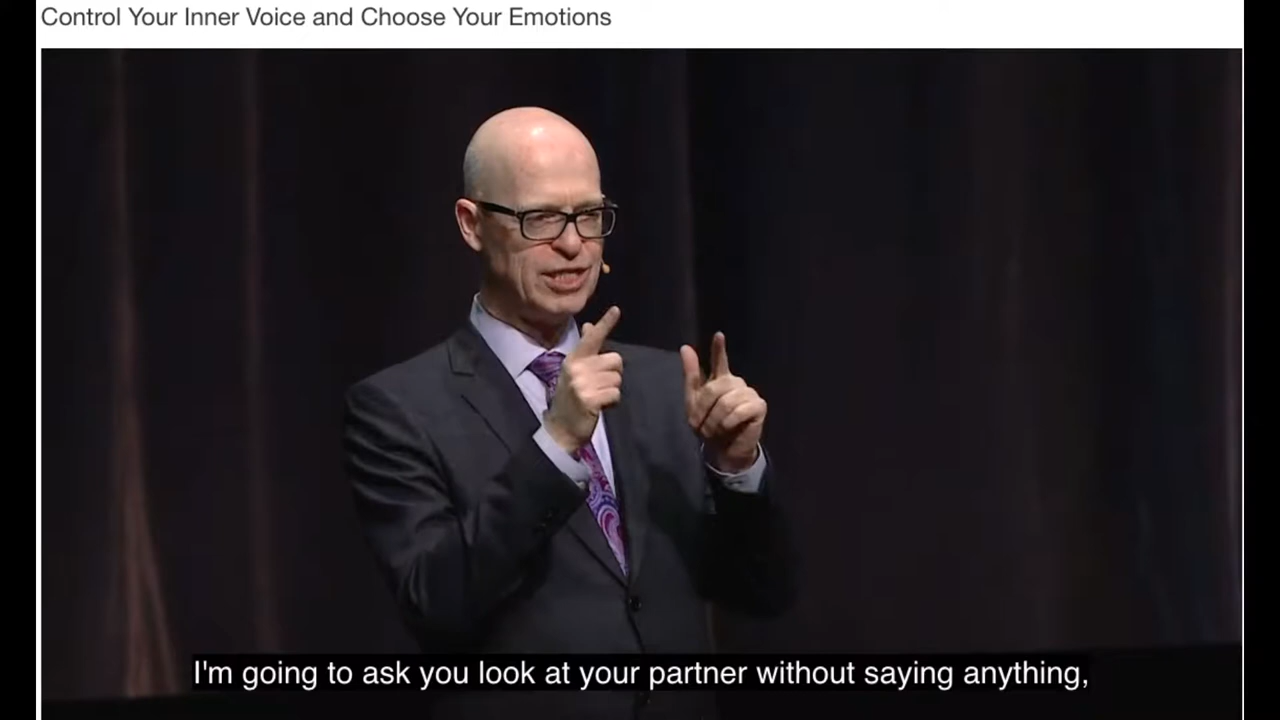 Control Your Inner Voice and Choose Your Emotions
I'm going to ask you look at your partner without saying anything,